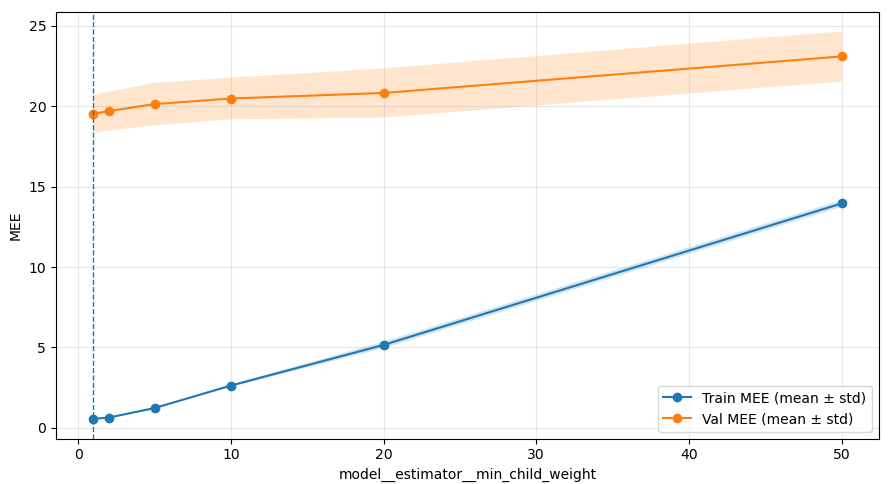 25
20
15
10
5
0
MEE
0 10 20 30 40 50
model__estimator__min_child_weight
Train MEE (mean ± std)
Val MEE (mean ± std)